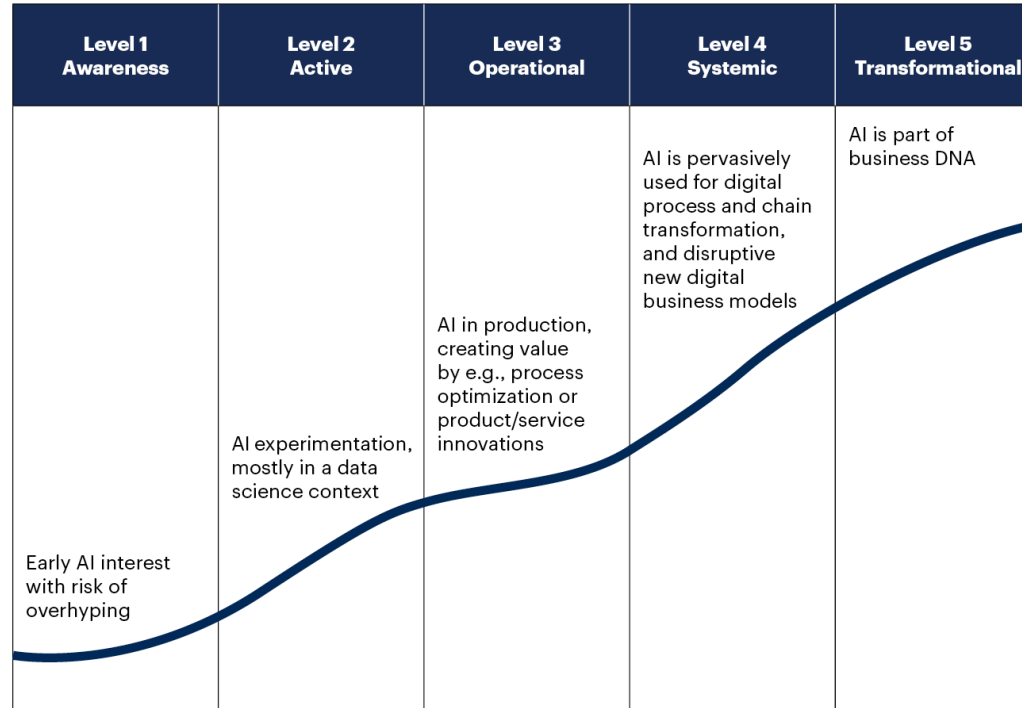 Level 1
Awareness
Level 2
Active
Level 3
Operational
Level 4
Systemic
Level 5
Transformational
Early AI interest
with risk of
overhyping
AI experimentation,
mostly in a data
science context
AI in production,
creating value
by e.g., process
optimization or
product/service
innovations
AI is pervasively
used for digital
process and chain
transformation,
and disruptive
new digital
business models
AI is part of
business DNA